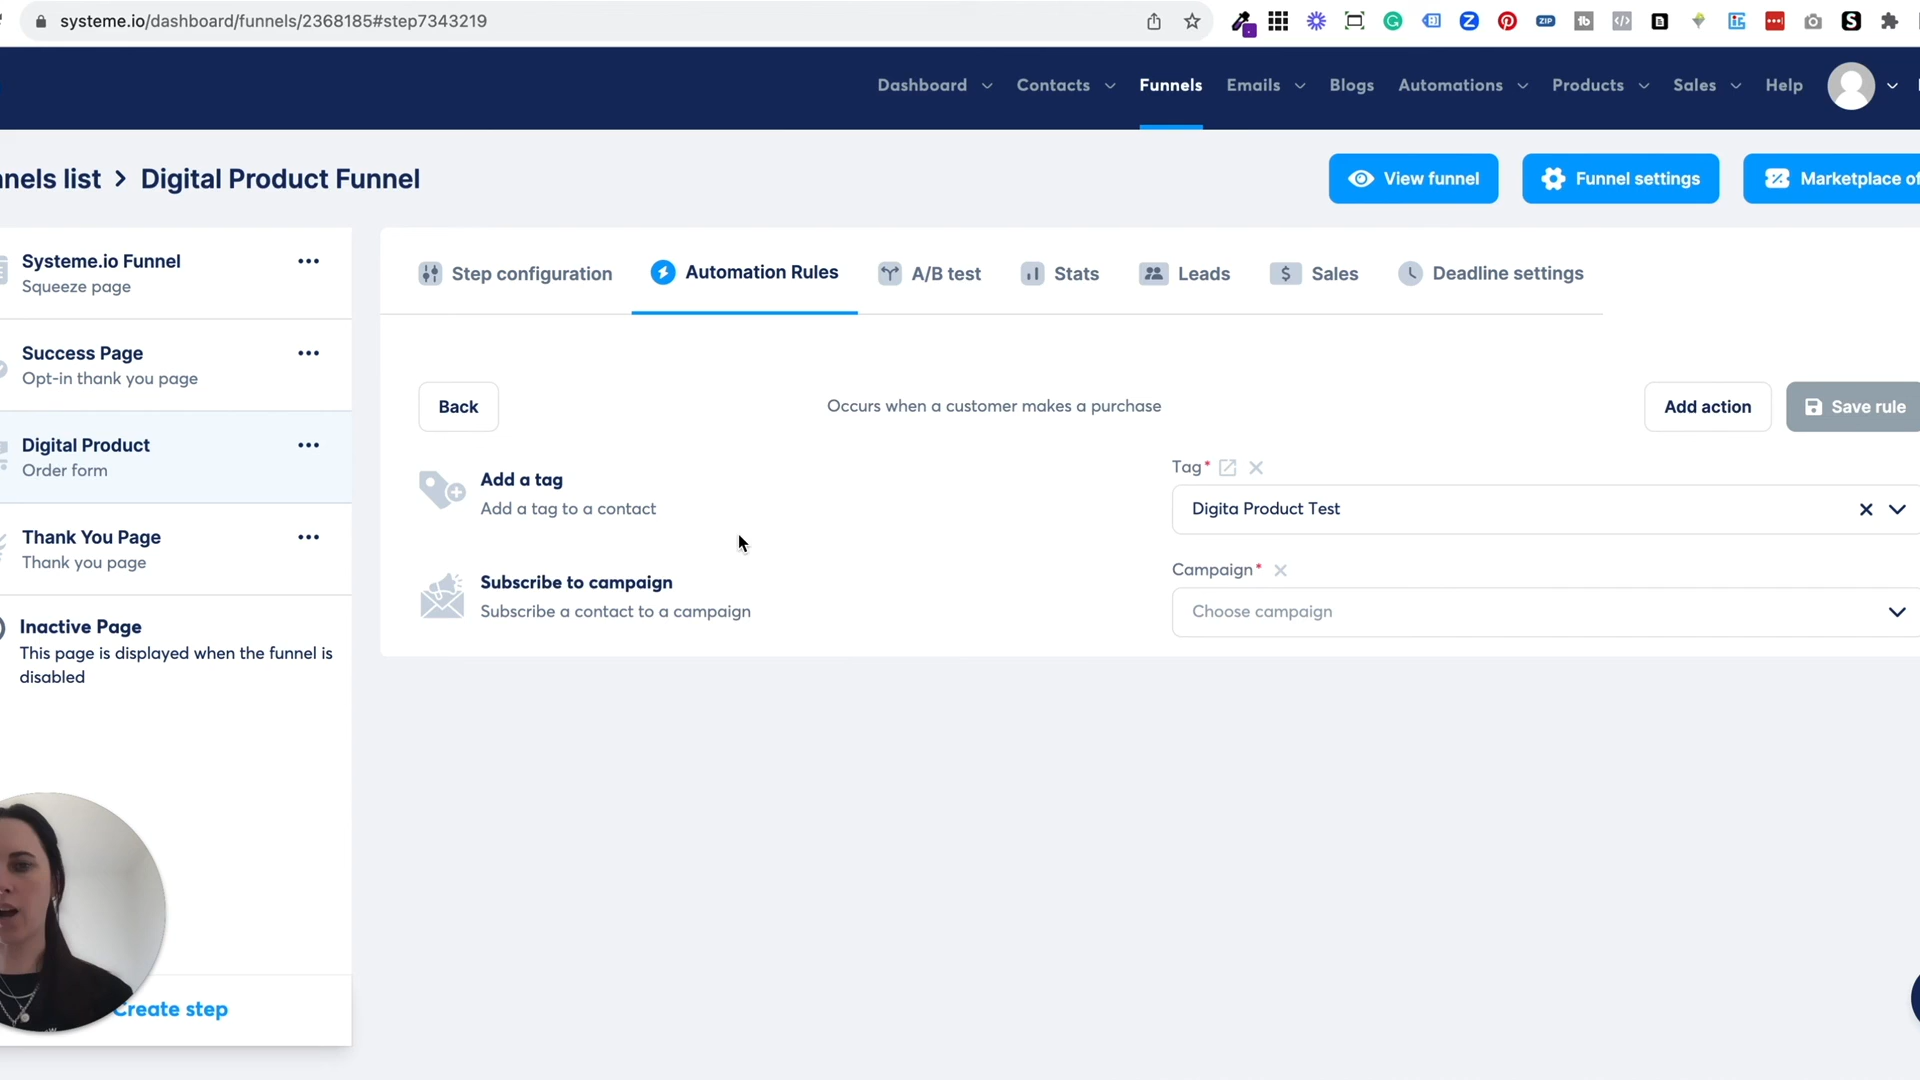 systeme.io/dashboard/funnels/2368185#step7343219
Dashboard
Contacts
Funnels
Emails
Blogs
Automations
Products
Sales
Help
nnels list > Digital Product Funnel
View funnel
Funnel settings
Marketplace of
Systeme.io Funnel
Squeeze page
Success Page
Opt-in thank you page
Digital Product
Order form
Thank You Page
Thank you page
Inactive Page
This page is displayed when the funnel is
disabled
Create step
Step configuration
Automation Rules
A/B test
Stats
Leads
Sales
Deadline settings
Back
Occurs when a customer makes a purchase
Add action
Save rule
Add a tag
Add a tag to a contact
Tag*
Digita Product Test
Subscribe to campaign
Subscribe a contact to a campaign
Campaign*
Choose campaign